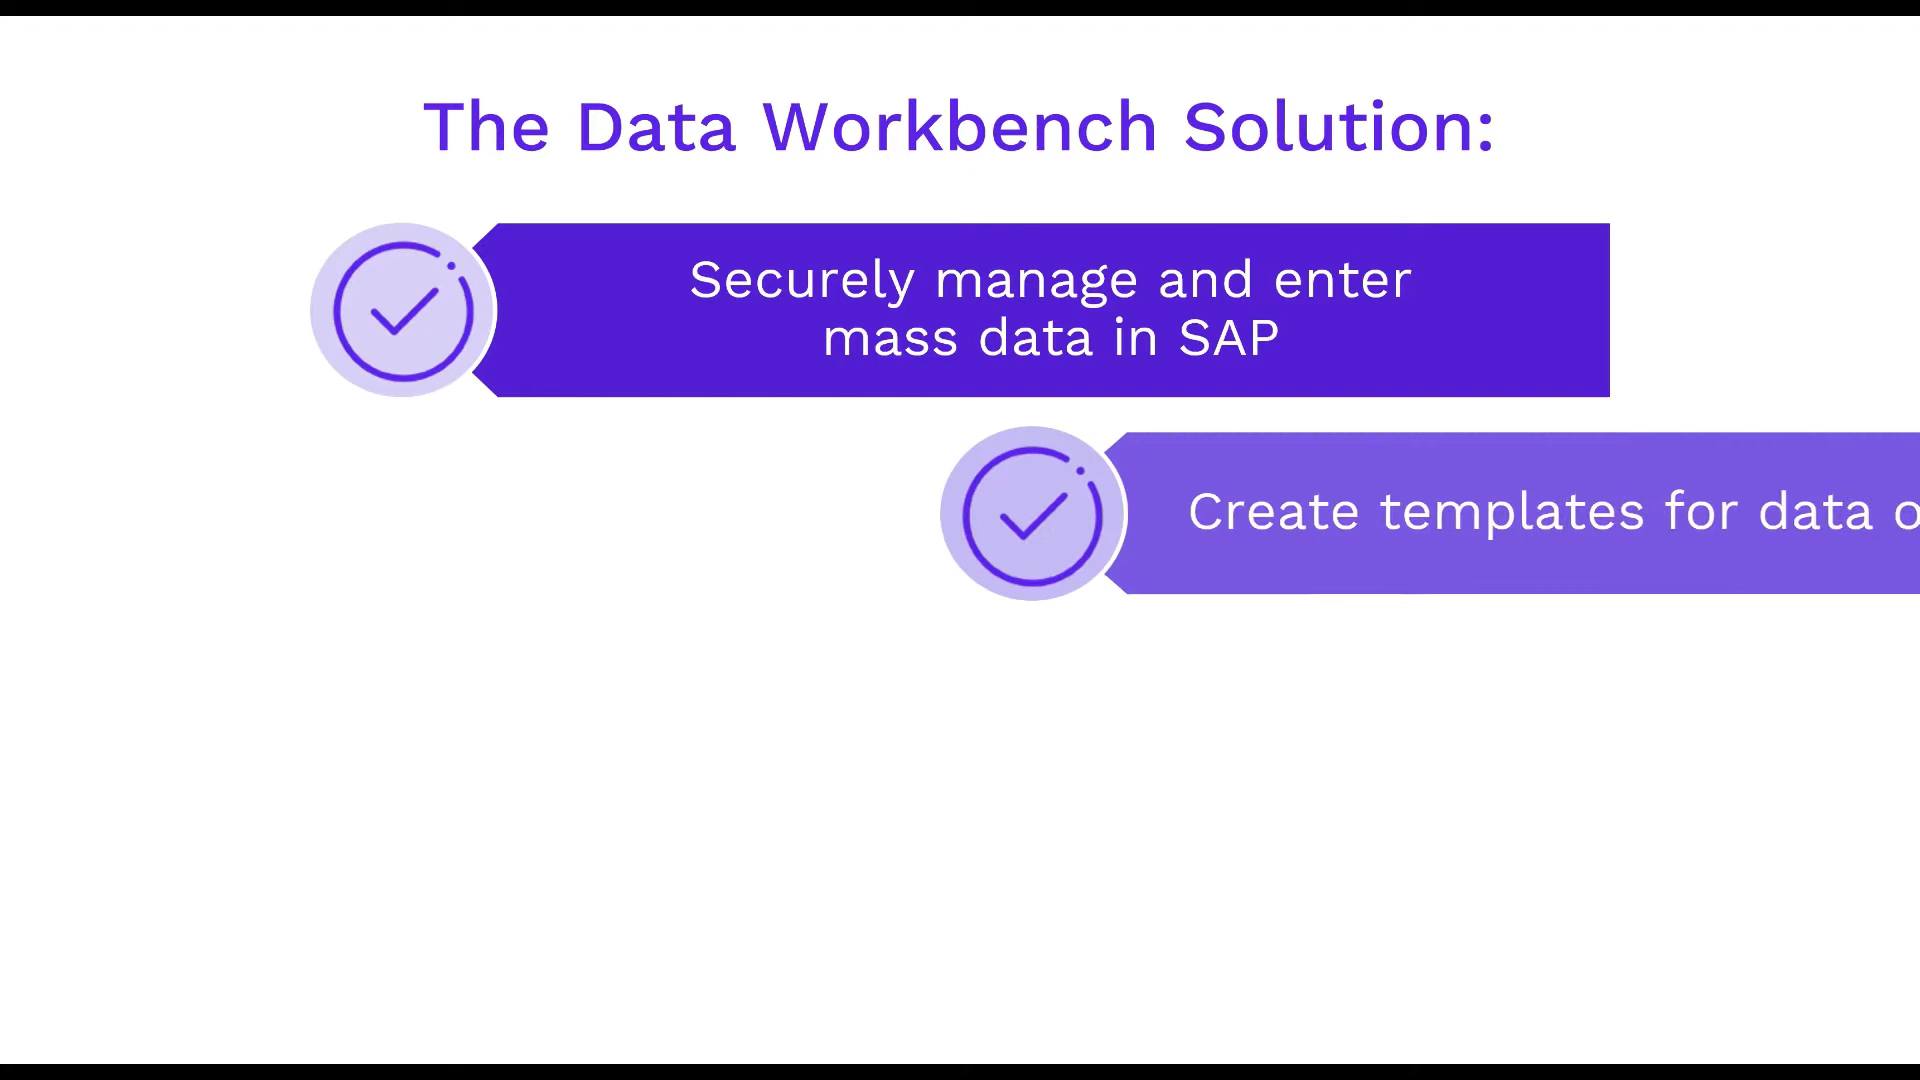 The Data Workbench Solution:
Securely manage and enter
mass data in SAP
Create templates for data